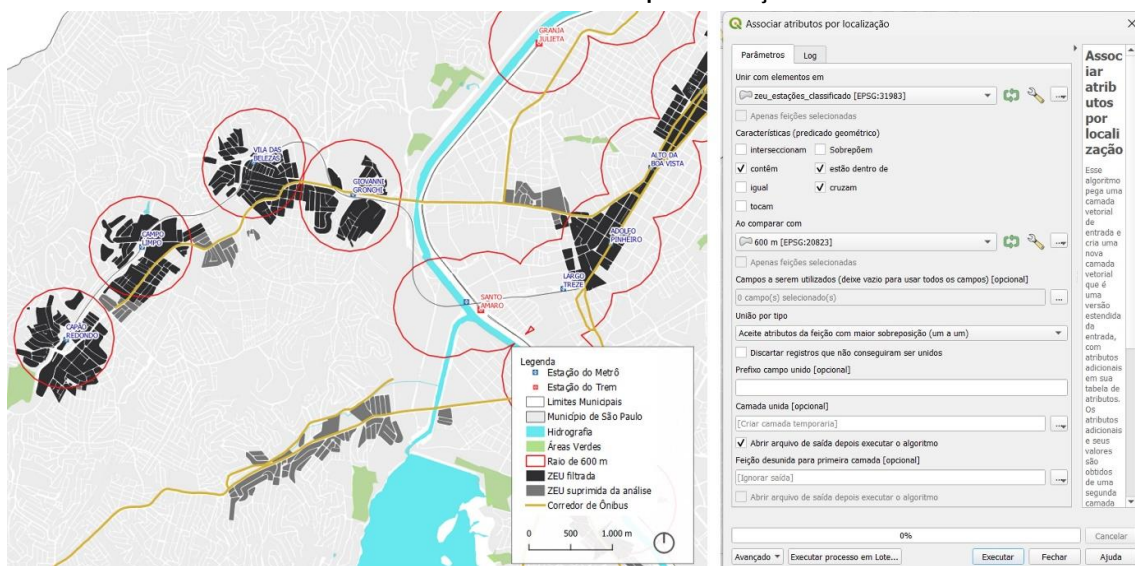 GRANJA
JULIETA
VILA DAS
BELEZAS
GIOVANNI
GRONCHI
ALTO DA
BOA VISTA
CAMPO
LIMPO
ADOLFO
PINHEIRO
LARGO
TREZE
SANTO
AMARO
CAPÃO
REDONDO
Legenda
Estação do Metrô
Estação do Trem
Limites Municipais
Município de São Paulo
Hidrografia
Áreas Verdes
Raio de 600 m
ZEU filtrada
ZEU suprimida da análise
Corredor de Ônibus
0 500 1.000 m
Associar atributos por localização
Parâmetros Log
Unir com elementos em
zeu_estações_classificado [EPSG:31983]
Apenas feições selecionadas
Características (predicado geométrico)
interseccionam Sobrepõem
contêm estão dentro de
igual cruzam
tocam
Ao comparar com
600 m [EPSG:20823]
Apenas feições selecionadas
Campos a serem utilizados (deixe vazio para usar todos os campos) [opcional]
0 campo(s) selecionado(s)
União por tipo
Aceite atributos da feição com maior sobreposição (um a um)
Discartar registros que não conseguiram ser unidos
Prefixo campo unido [opcional]
Camada unida [opcional]
[Criar camada temporaria]
Abrir arquivo de saída depois executar o algoritmo
Feição desunida para primeira camada [opcional]
[Ignorar saída]
Abrir arquivo de saída depois executar o algoritmo
Assoc
iar
atrib
utos
por
locali
zação
Esse
algoritmo
pega uma
camada
vetorial
de
entrada e
cria uma
nova
camada
vetorial
que é
uma
versão
estendida
da
entrada,
com
atributos
adicionais
em sua
tabela de
atributos.
Os
atributos
adicionais
e seus
valores
são
obtidos
de uma
segunda
camada
0% Cancelar
Avançado Executar processo em Lote... Executar Fechar Ajuda